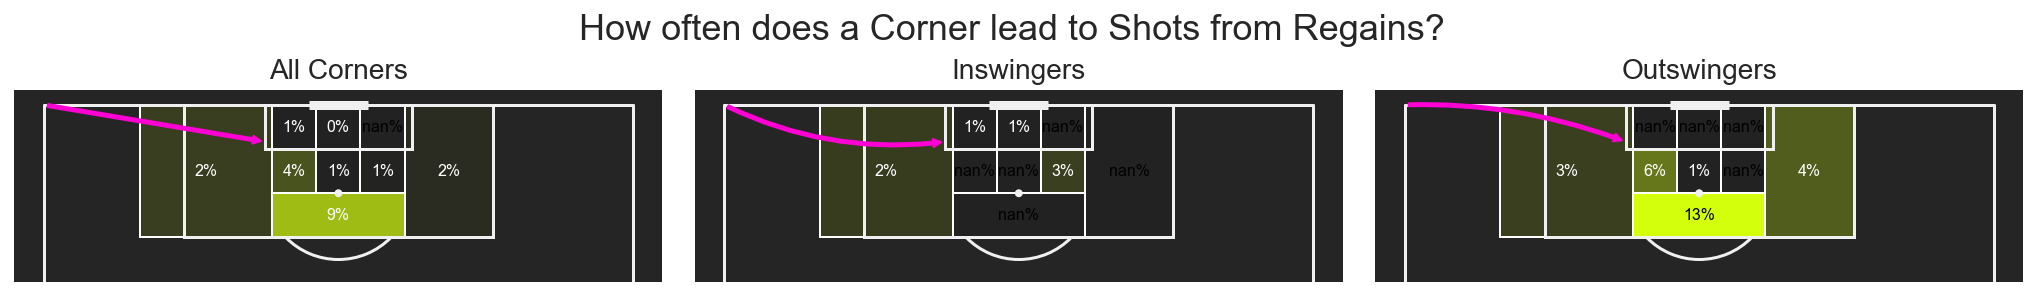 How often does a Corner lead to Shots from Regains?
All Corners
1% 0% nan%
2% 4% 1% 1% 2%
9%
Inswingers
1% 1% nan%
2% nan% nan% 3% nan%
nan%
Outswingers
nan% nan% nan%
3% 6% 1% nan% 4%
13%